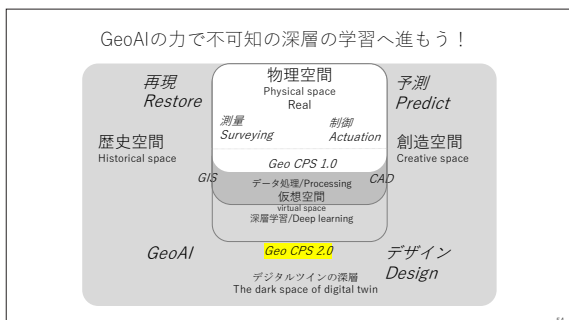 GeoAIの力で不可知の深層の学習へ進もう！
再現
Restore
物理空間
Physical space
Real
予測
Predict
測量
Surveying
制御
Actuation
歴史空間
Historical space
創造空間
Creative space
Geo CPS 1.0
GIS
データ処理/Processing
CAD
仮想空間
virtual space
深層学習/Deep learning
GeoAI
Geo CPS 2.0
デザイン
Design
デジタルツインの深層
The dark space of digital twin